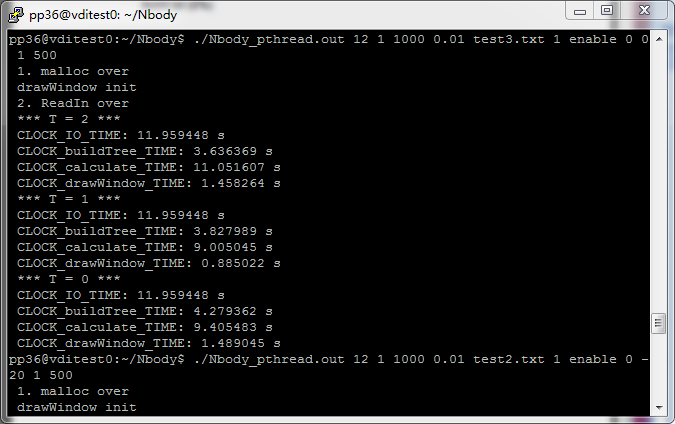 pp36@vditest0: ~/Nbody
pp36@vditest0:~/Nbody$ ./Nbody_pthread.out 12 1 1000 0.01 test3.txt 1 enable 0 0
1 500
1. malloc over
drawWindow init
2. ReadIn over
*** T = 2 ***
CLOCK_IO_TIME: 11.959448 s
CLOCK_buildTree_TIME: 3.636369 s
CLOCK_calculate_TIME: 11.051607 s
CLOCK_drawWindow_TIME: 1.458264 s
*** T = 1 ***
CLOCK_IO_TIME: 11.959448 s
CLOCK_buildTree_TIME: 3.827989 s
CLOCK_calculate_TIME: 9.005045 s
CLOCK_drawWindow_TIME: 0.885022 s
*** T = 0 ***
CLOCK_IO_TIME: 11.959448 s
CLOCK_buildTree_TIME: 4.279362 s
CLOCK_calculate_TIME: 9.405483 s
CLOCK_drawWindow_TIME: 1.489045 s
pp36@vditest0:~/Nbody$ ./Nbody_pthread.out 12 1 1000 0.01 test2.txt 1 enable 0 -
20 1 500
1. malloc over
drawWindow init